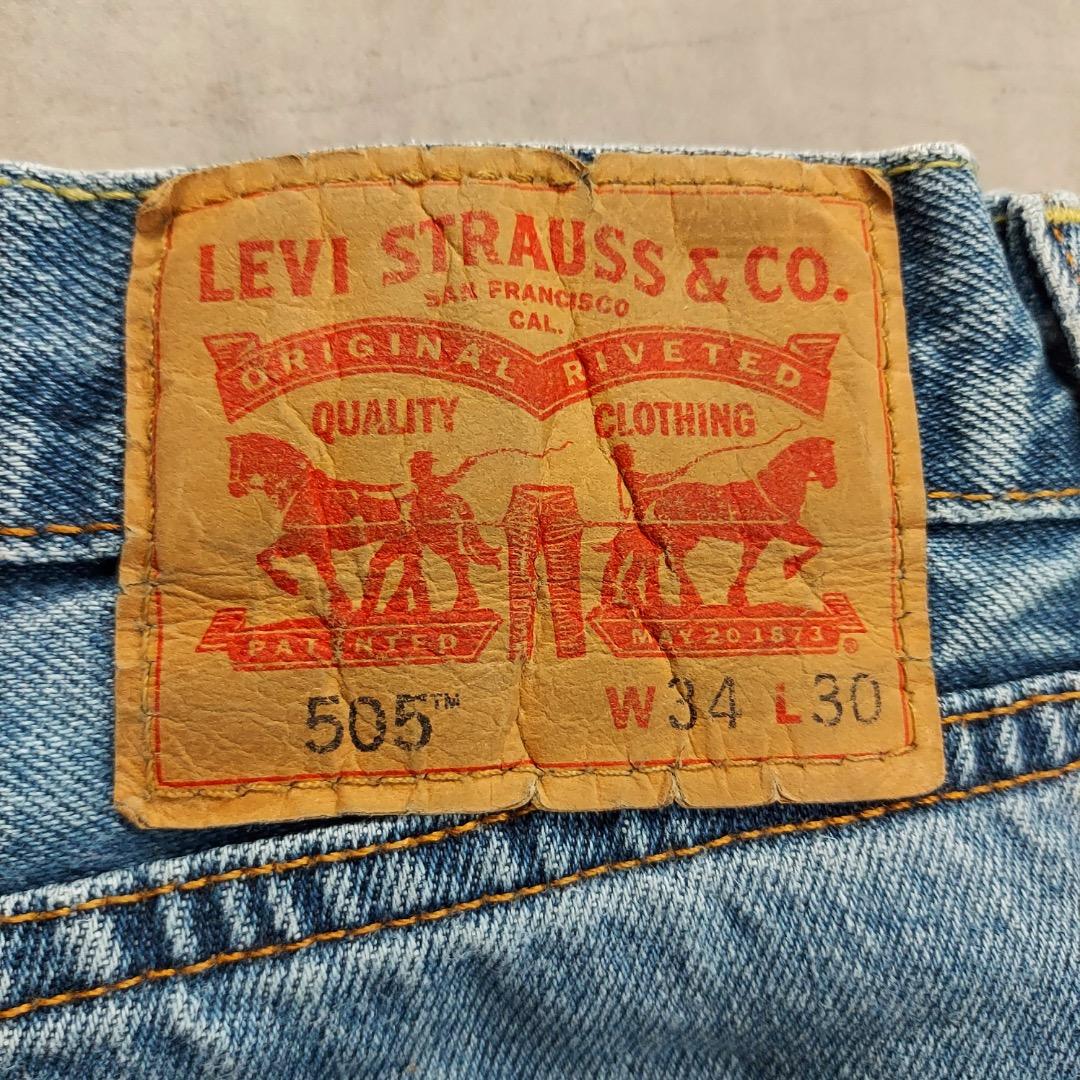 LEVI STRAUSS & CO.
SAN FRANCISCO
CAL.
ORIGINAL RIVETED
QUALITY CLOTHING
PATENTED MAY 20 1873 ®
505™ W34 L30